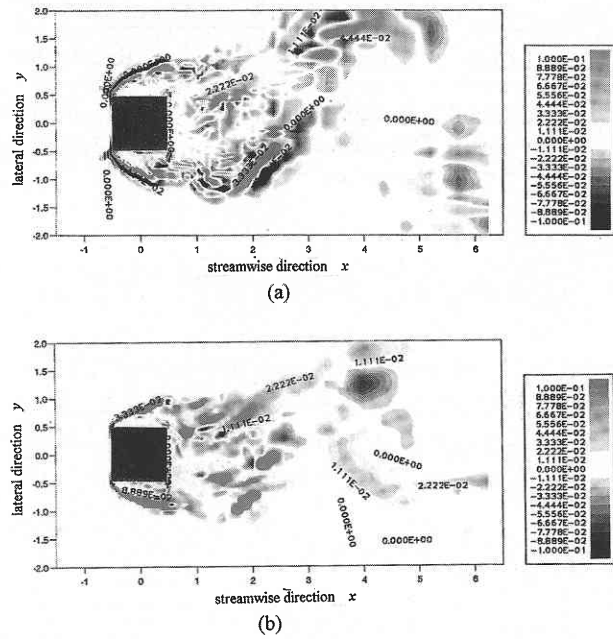 2.0
1.5
1.0
0.5
0.0
-0.5
-1.0
-1.5
-2.0
lateral direction y
-1 0 1 2 3 4 5 6
streamwise direction x
(a)
0.000E+00
2.222E-02
4.444E-02
0.000E+00
0.000E+00
1.000E-01
8.889E-02
7.778E-02
6.667E-02
5.556E-02
4.444E-02
3.333E-02
2.222E-02
1.111E-02
0.000E+00
-1.111E-02
-2.222E-02
-3.333E-02
-4.444E-02
-5.556E-02
-6.667E-02
-7.778E-02
-8.889E-02
-1.000E-01
2.0
1.5
1.0
0.5
0.0
-0.5
-1.0
-1.5
-2.0
lateral direction y
-1 0 1 2 3 4 5 6
streamwise direction x
(b)
1.111E-02
2.222E-02
1.111E-02
0.000E+00
1.111E-02
2.222E-02
8.889E-02
0.000E+00
0.000E+00
1.000E-01
8.889E-02
7.778E-02
6.667E-02
5.556E-02
4.444E-02
3.333E-02
2.222E-02
1.111E-02
0.000E+00
-1.111E-02
-2.222E-02
-3.333E-02
-4.444E-02
-5.556E-02
-6.667E-02
-7.778E-02
-8.889E-02
-1.000E-01